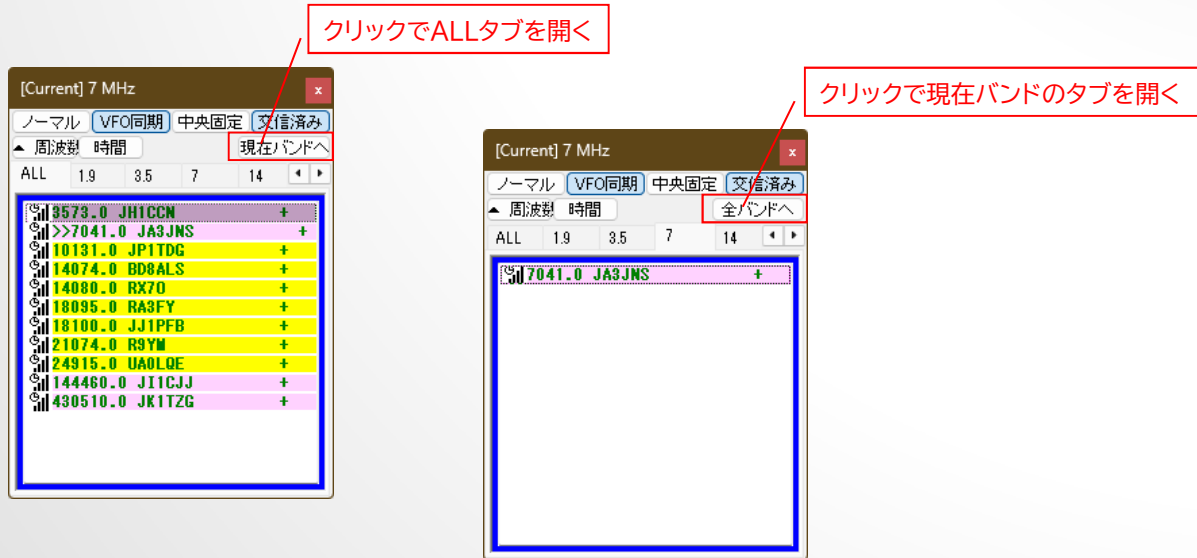 クリックでALLタブを開く
[Current] 7 MHz
x
ノーマル VFO同期 中央固定 交信済み
周波数 時間 現在バンドへ
ALL 1.9 3.5 7 14
3573.0 JH1CCN +
>>7041.0 JA3JNS +
10131.0 JP1TDG +
14074.0 BD8ALS +
14080.0 RX7O +
18095.0 RA3FY +
18100.0 JJ1PFB +
21074.0 R9YM +
24915.0 UA0LQE +
144460.0 JI1CJJ +
430510.0 JK1TZG +
クリックで現在バンドのタブを開く
[Current] 7 MHz
x
ノーマル VFO同期 中央固定 交信済み
周波数 時間 全バンドへ
ALL 1.9 3.5 7 14
7041.0 JA3JNS +